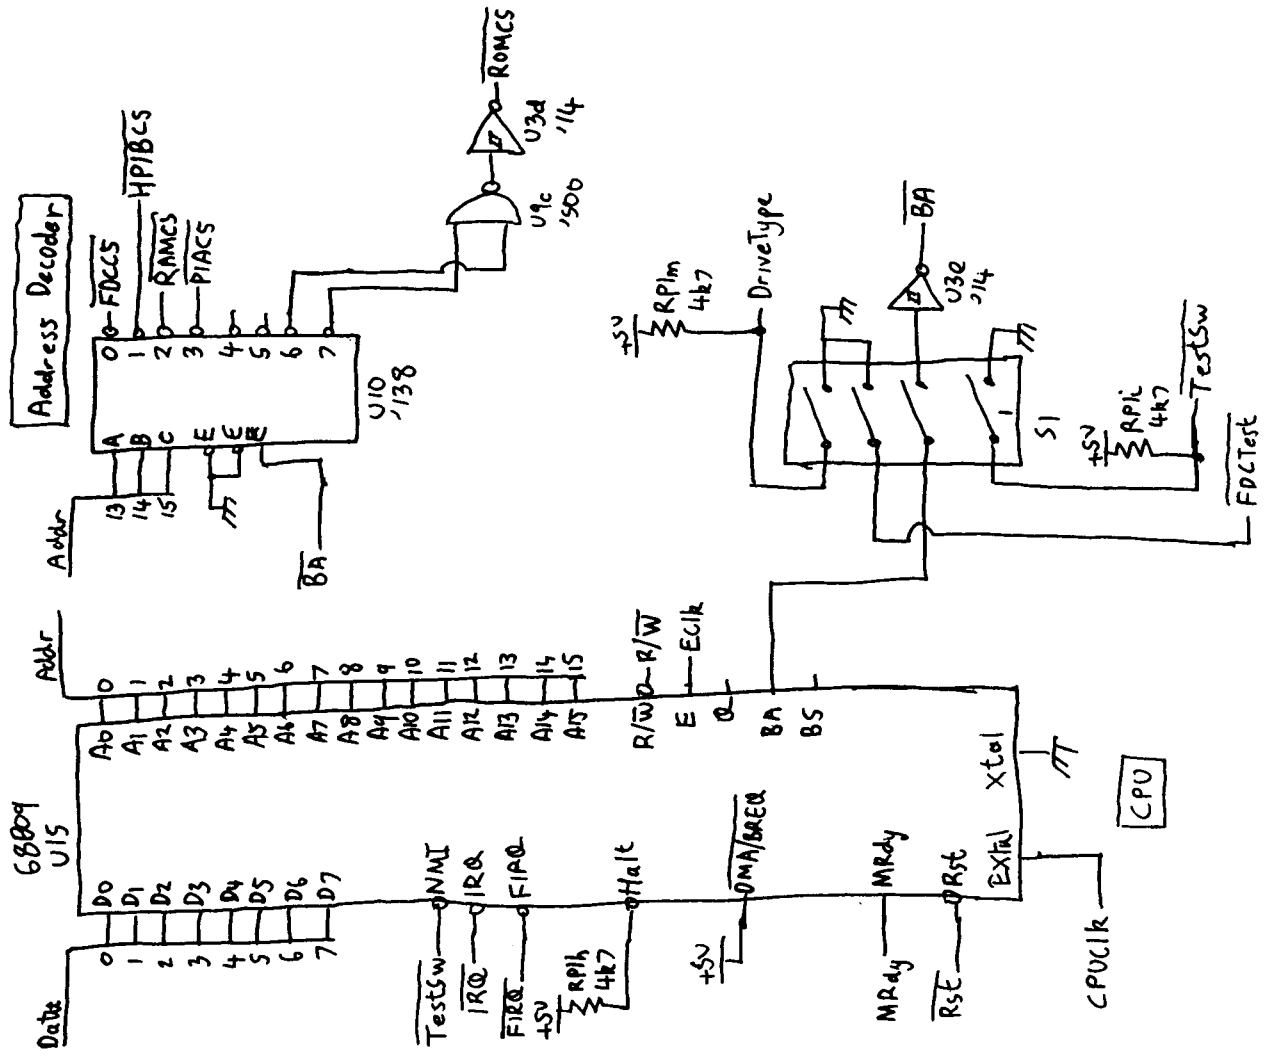 68B09
U15
Data
0 D0
1 D1
2 D2
3 D3
4 D4
5 D5
6 D6
7 D7
TestSw NMI
IRQ IRQ
FIRQ FIRQ
+5V
RP1h
4k7
Halt
+5V
DMA/BREQ
MRdy MRdy
Rst Rst
EXtal
Xtal
CPUClk
CPU
Addr
A0 0
A1 1
A2 2
A3 3
A4 4
A5 5
A6 6
A7 7
A8 8
A9 9
A10 10
A11 11
A12 12
A13 13
A14 14
A15 15
R/W R/W
E EClk
Q
BA
BS
Address Decoder
Addr
13 A
14 B
15 C
E
E
E
BA
0 FDCCS
1 HPIBCS
2 RAMCS
3 PIACS
4
5
6
7
U10
'138
U9c
'S00
U3d
'14
ROMCS
+5V
RP1m
4k7
DriveType
U3e
'14
BA
1
S1
+5V
RP1i
4k7
TestSw
FDCTest